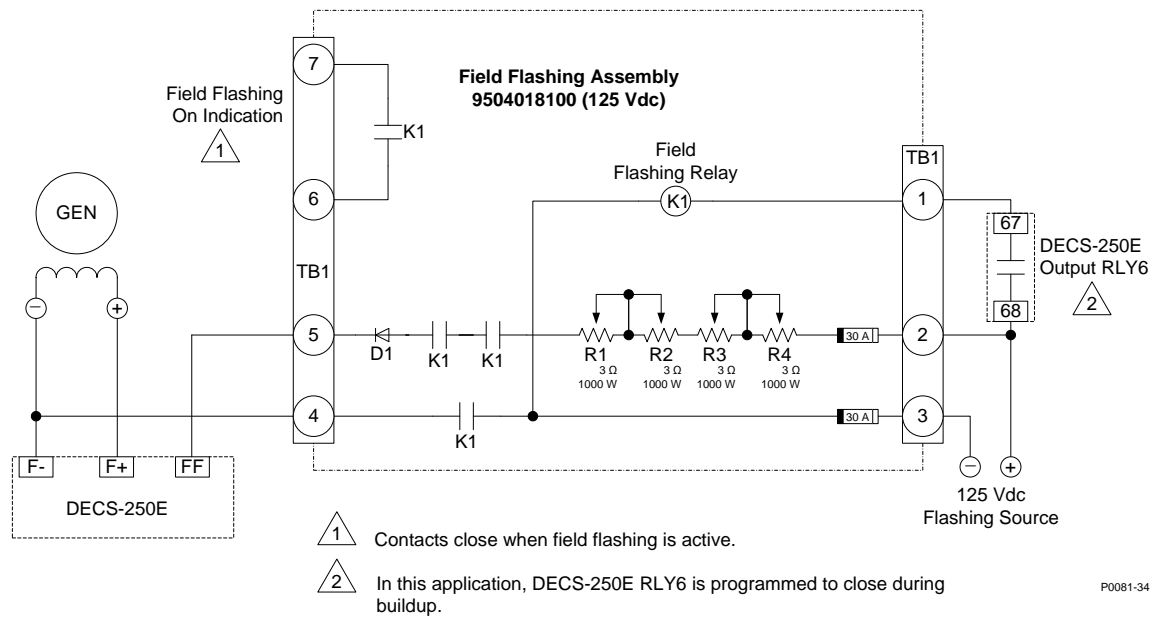 Field Flashing Assembly
9504018100 (125 Vdc)
Field Flashing
On Indication
1
7
K1
6
TB1
5
4
GEN
−
+
F-
F+
FF
DECS-250E
Field
Flashing Relay
K1
TB1
1
2
3
67
68
DECS-250E
Output RLY6
2
D1
K1
K1
K1
R1
3 Ω
1000 W
R2
3 Ω
1000 W
R3
3 Ω
1000 W
R4
3 Ω
1000 W
30 A
30 A
−
+
125 Vdc
Flashing Source
1
Contacts close when field flashing is active.
2
In this application, DECS-250E RLY6 is programmed to close during
buildup.
P0081-34